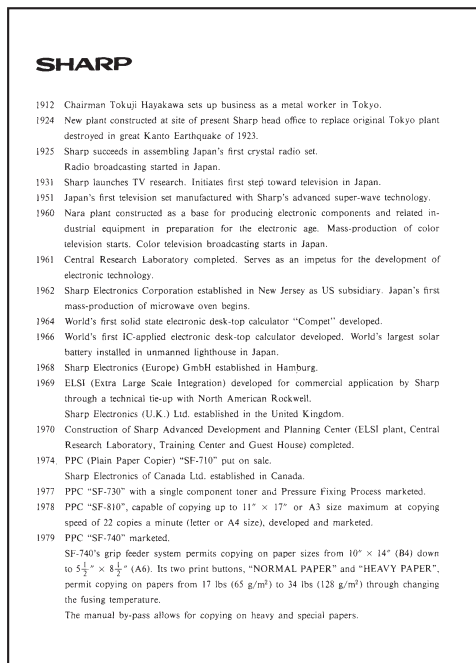 SHARP
1912 Chairman Tokuji Hayakawa sets up business as a metal worker in Tokyo.
1924 New plant constructed at site of present Sharp head office to replace original Tokyo plant
destroyed in great Kanto Earthquake of 1923.
1925 Sharp succeeds in assembling Japan's first crystal radio set.
Radio broadcasting started in Japan.
1931 Sharp launches TV research. Initiates first step toward television in Japan.
1951 Japan's first television set manufactured with Sharp's advanced super-wave technology.
1960 Nara plant constructed as a base for producing electronic components and related in-
dustrial equipment in preparation for the electronic age. Mass-production of color
television starts. Color television broadcasting starts in Japan.
1961 Central Research Laboratory completed. Serves as an impetus for the development of
electronic technology.
1962 Sharp Electronics Corporation established in New Jersey as US subsidiary. Japan's first
mass-production of microwave oven begins.
1964 World's first solid state electronic desk-top calculator "Compet" developed.
1966 World's first IC-applied electronic desk-top calculator developed. World's largest solar
battery installed in unmanned lighthouse in Japan.
1968 Sharp Electronics (Europe) GmbH established in Hamburg.
1969 ELSI (Extra Large Scale Integration) developed for commercial application by Sharp
through a technical tie-up with North American Rockwell.
Sharp Electronics (U.K.) Ltd. established in the United Kingdom.
1970 Construction of Sharp Advanced Development and Planning Center (ELSI plant, Central
Research Laboratory, Training Center and Guest House) completed.
1974 PPC (Plain Paper Copier) "SF-710" put on sale.
Sharp Electronics of Canada Ltd. established in Canada.
1977 PPC "SF-730" with a single component toner and Pressure Fixing Process marketed.
1978 PPC "SF-810", capable of copying up to 11″ × 17″ or A3 size maximum at copying
speed of 22 copies a minute (letter or A4 size), developed and marketed.
1979 PPC "SF-740" marketed.
SF-740's grip feeder system permits copying on paper sizes from 10″ × 14″ (B4) down
to 5 1/2″ × 8 1/2″ (A6). Its two print buttons, "NORMAL PAPER" and "HEAVY PAPER",
permit copying on papers from 17 lbs (65 g/m²) to 34 lbs (128 g/m²) through changing
the fusing temperature.
The manual by-pass allows for copying on heavy and special papers.